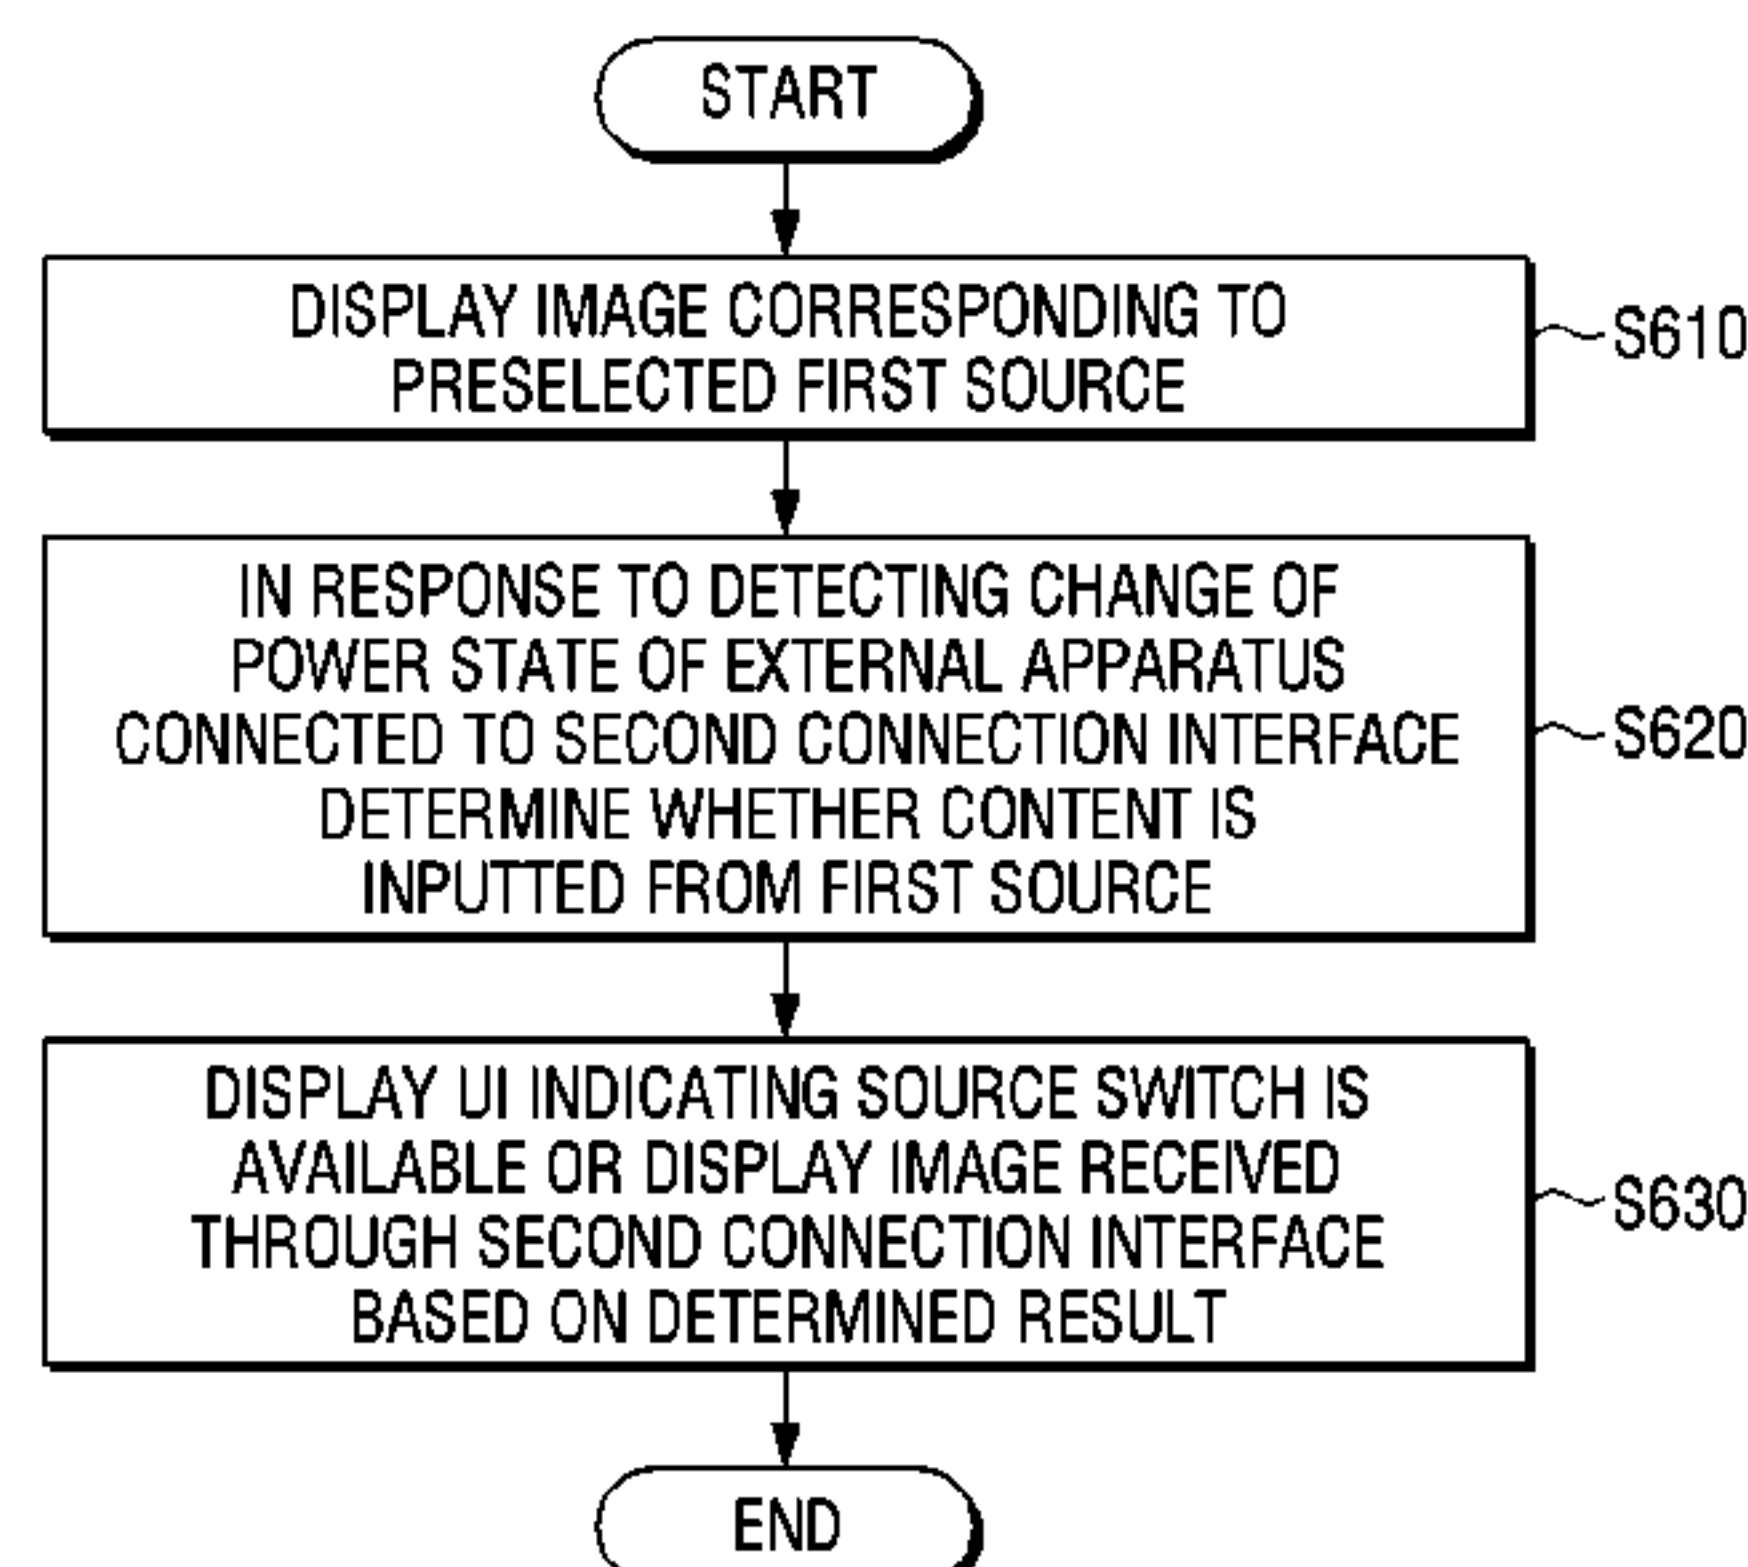 START
DISPLAY IMAGE CORRESPONDING TO
PRESELECTED FIRST SOURCE
S610
IN RESPONSE TO DETECTING CHANGE OF
POWER STATE OF EXTERNAL APPARATUS
CONNECTED TO SECOND CONNECTION INTERFACE
DETERMINE WHETHER CONTENT IS
INPUTTED FROM FIRST SOURCE
S620
DISPLAY UI INDICATING SOURCE SWITCH IS
AVAILABLE OR DISPLAY IMAGE RECEIVED
THROUGH SECOND CONNECTION INTERFACE
BASED ON DETERMINED RESULT
S630
END